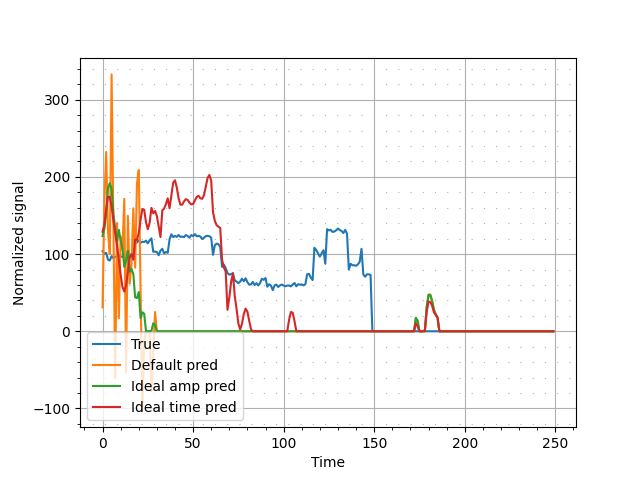 300
200
100
0
−100
Normalized signal
True
Default pred
Ideal amp pred
Ideal time pred
0 50 100 150 200 250
Time